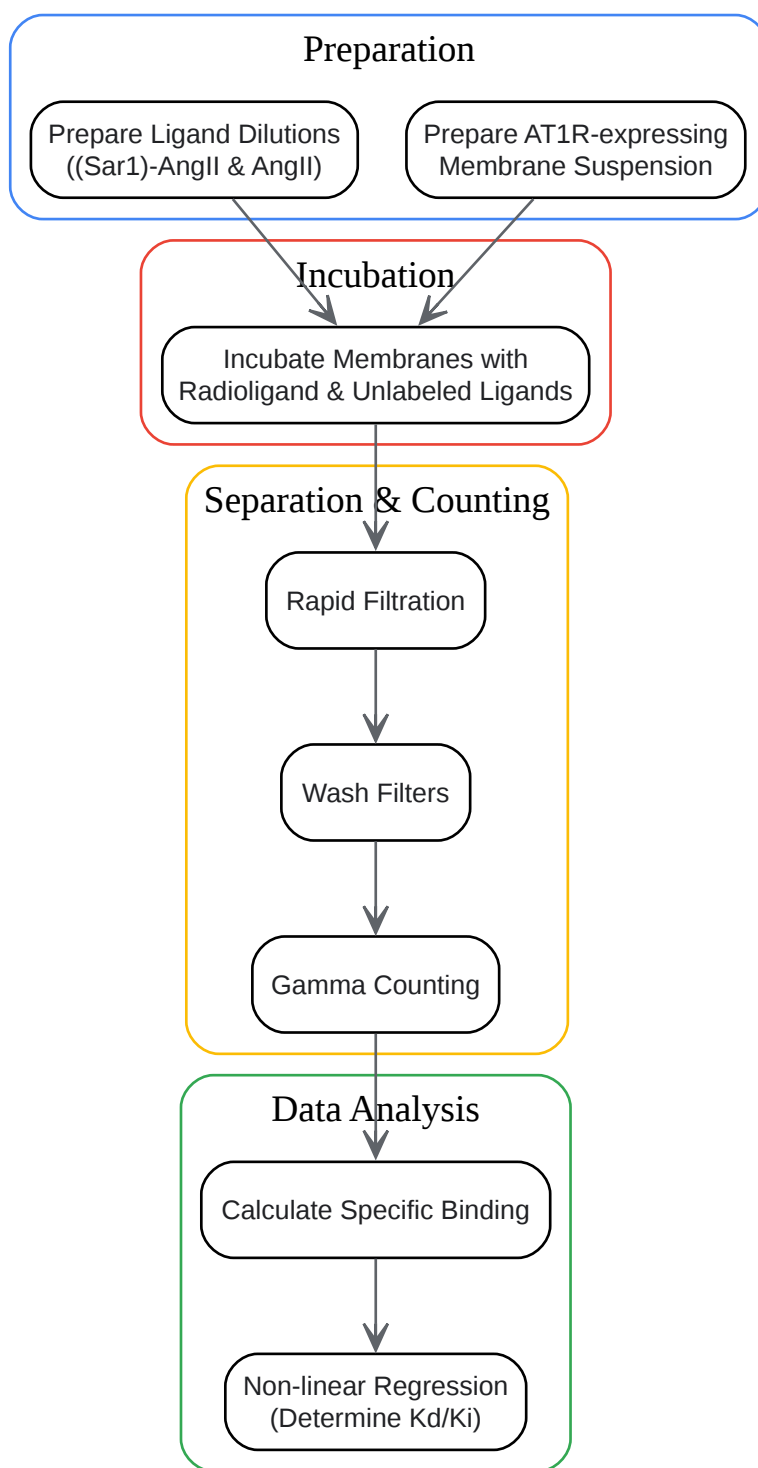 Preparation
Prepare Ligand Dilutions
((Sar1)-AngII & AngII)
Prepare AT1R-expressing
Membrane Suspension
Incubation
Incubate Membranes with
Radioligand & Unlabeled Ligands
Separation & Counting
Rapid Filtration
Wash Filters
Gamma Counting
Data Analysis
Calculate Specific Binding
Non-linear Regression
(Determine Kd/Ki)